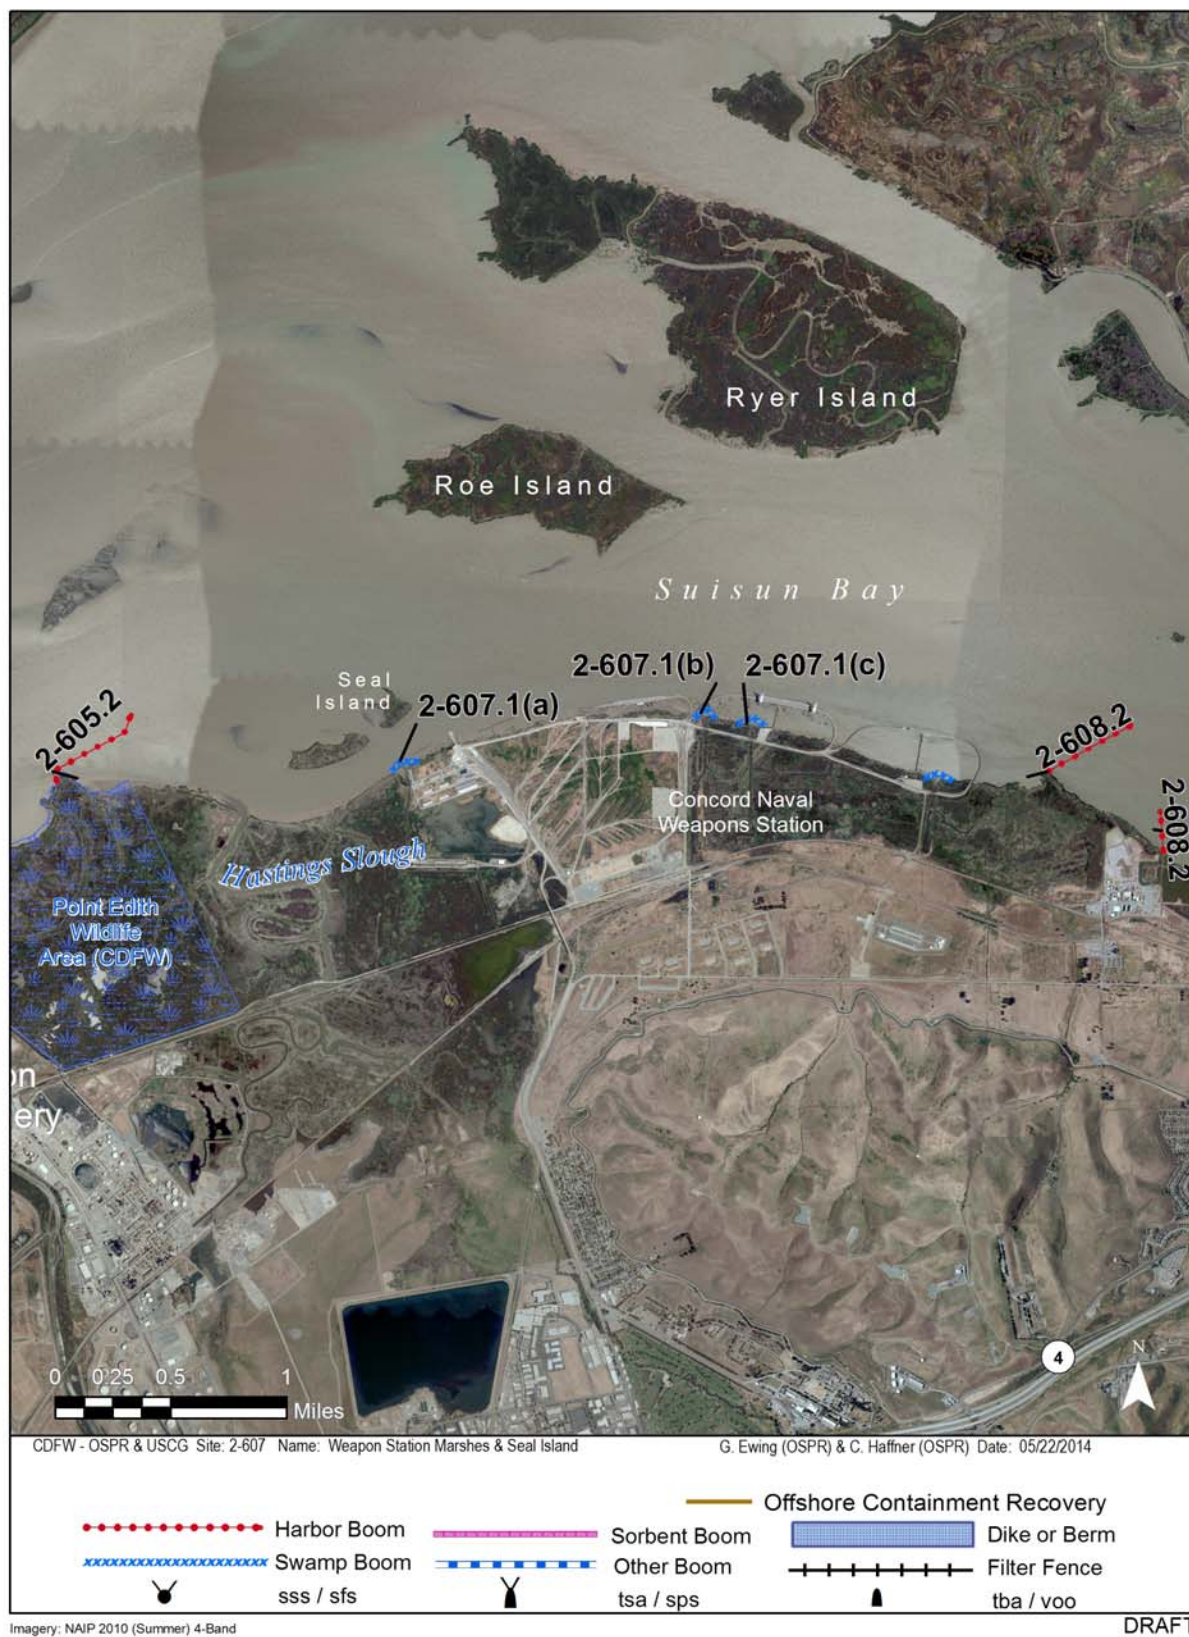 Ryer Island
Roe Island
Suisun Bay
Seal
Island
2-607.1(a)
2-607.1(b)
2-607.1(c)
2-605.2
2-608.2
2-608.2
Concord Naval
Weapons Station
Hastings Slough
Point Edith
Wildlife
Area (CDFW)
on
ery
4
N
0 0.25 0.5 1
Miles
CDFW - OSPR & USCG Site: 2-607 Name: Weapon Station Marshes & Seal Island
G. Ewing (OSPR) & C. Haffner (OSPR) Date: 05/22/2014
Offshore Containment Recovery
Harbor Boom
Sorbent Boom
Dike or Berm
Swamp Boom
Other Boom
Filter Fence
sss / sfs
tsa / sps
tba / voo
Imagery: NAIP 2010 (Summer) 4-Band
DRAFT